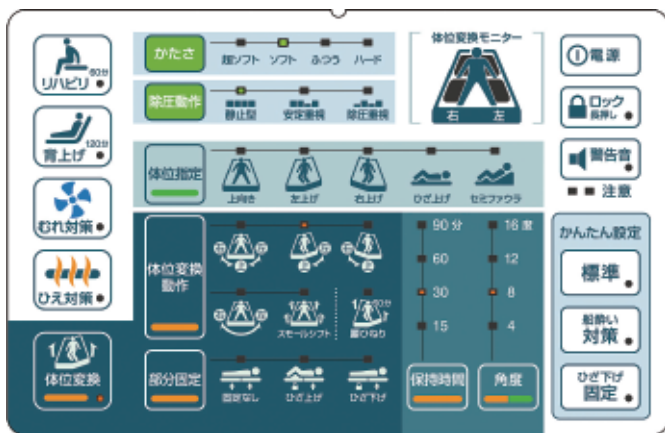 リハビリ 60分
背上げ 120分
むれ対策
ひえ対策
体位変換
かたさ
超ソフト ソフト ふつう ハード
除圧動作
静止型 安定重視 除圧重視
体位変換モニター
右 左
電源
ロック
長押し
警告音
注意
体位指定
上向き 左上げ 右上げ ひざ上げ セミファウラ
体位変換
動作
スモールシフト
部分固定
固定なし ひざ上げ ひざ下げ
90分
60
30
15
保持時間
16度
12
8
4
角度
かんたん設定
標準
船酔い
対策
ひざ下げ
固定